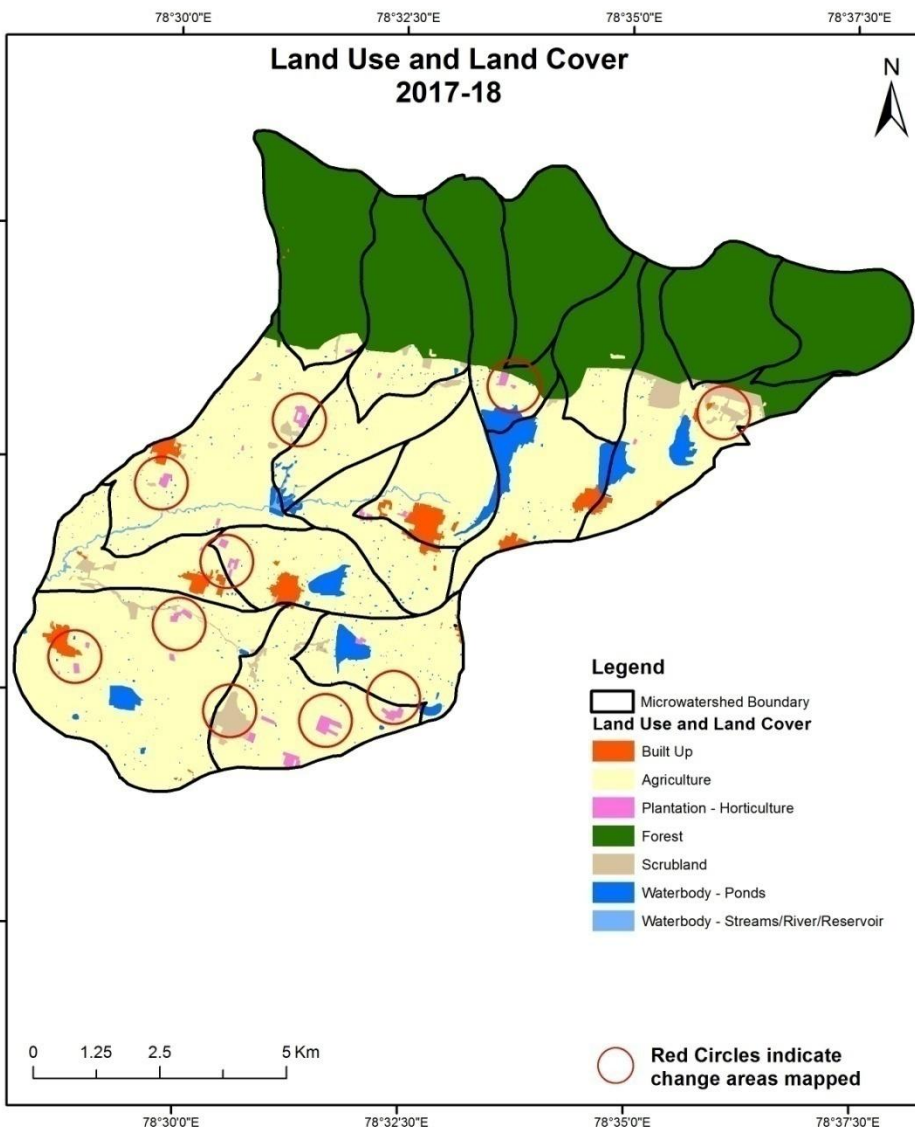 78°30'0"E 78°32'30"E 78°35'0"E 78°37'30"E
Land Use and Land Cover
2017-18
N
Legend
Microwatershed Boundary
Land Use and Land Cover
Built Up
Agriculture
Plantation - Horticulture
Forest
Scrubland
Waterbody - Ponds
Waterbody - Streams/River/Reservoir
0 1.25 2.5 5 Km
Red Circles indicate
change areas mapped
78°30'0"E 78°32'30"E 78°35'0"E 78°37'30"E